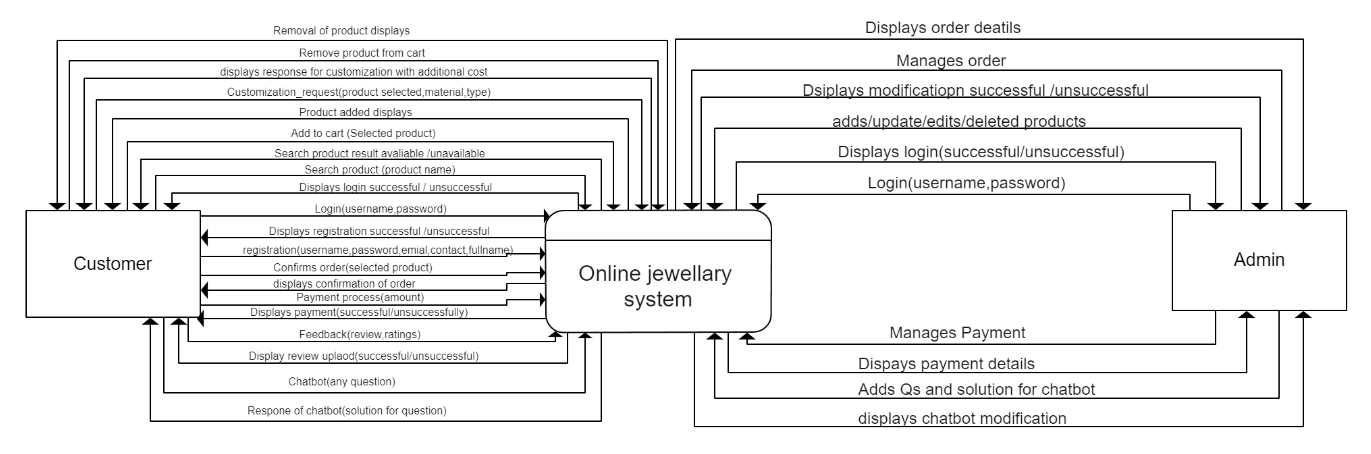 Removal of product displays
Remove product from cart
displays response for customization with additional cost
Customization_request(product selected,material,type)
Product added displays
Add to cart (Selected product)
Search product result avaliable /unavailable
Search product (product name)
Displays login successful / unsuccessful
Login(username,password)
Displays registration successful /unsuccessful
registration(username,password,emial,contact,fullname)
Confirms order(selected product)
displays confirmation of order
Payment process(amount)
Displays payment(successful/unsuccessfully)
Feedback(review,ratings)
Display review uplaod(successful/unsuccessful)
Chatbot(any question)
Respone of chatbot(solution for question)
Customer
Online jewellary
system
Displays order deatils
Manages order
Dsiplays modificatiopn successful /unsuccessful
adds/update/edits/deleted products
Displays login(successful/unsuccessful)
Login(username,password)
Admin
Manages Payment
Dispays payment details
Adds Qs and solution for chatbot
displays chatbot modification